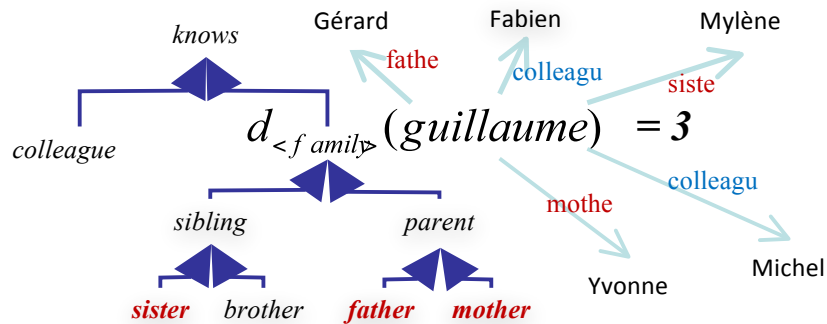 knows
Gérard
Fabien
Mylène
fathe
colleagu
siste
colleague
d<family>(guillaume) = 3
colleagu
mothe
sibling
parent
Yvonne
Michel
sister
brother
father
mother